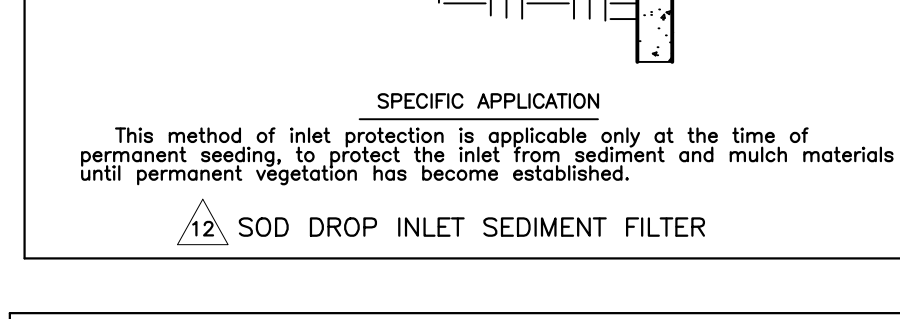 SPECIFIC APPLICATION
This method of inlet protection is applicable only at the time of
permanent seeding, to protect the inlet from sediment and mulch materials
until permanent vegetation has become established.
12 SOD DROP INLET SEDIMENT FILTER